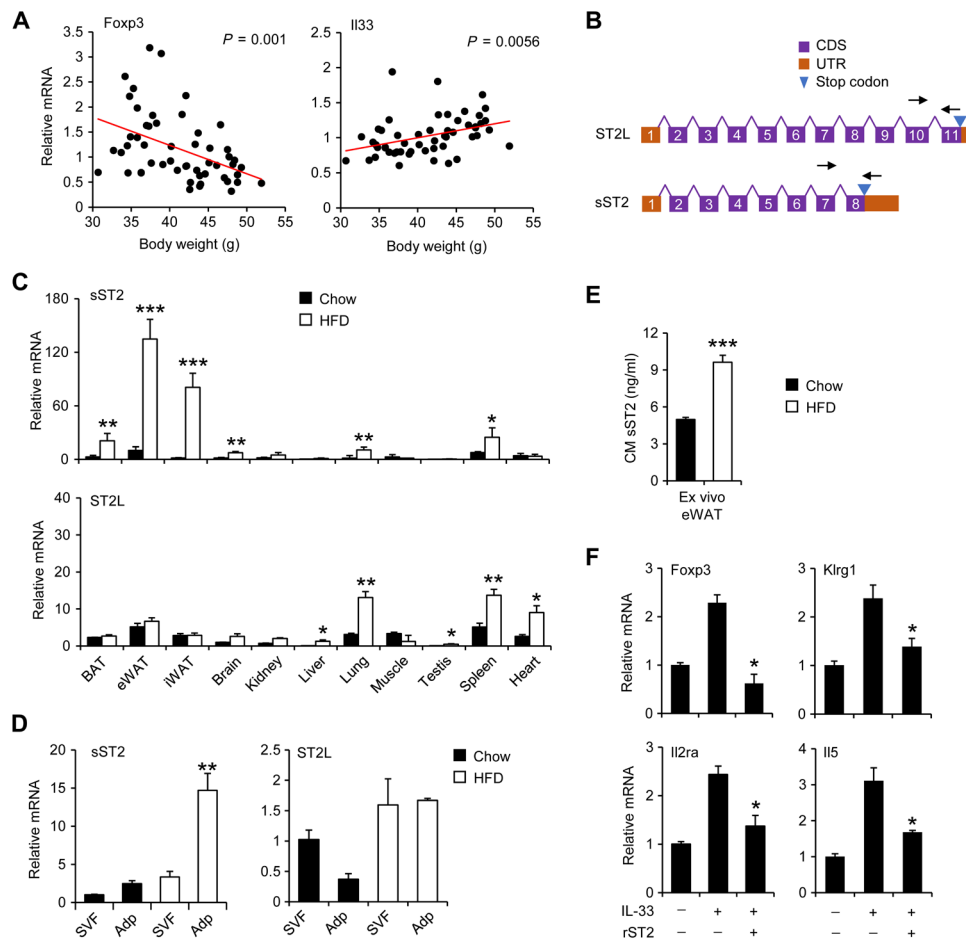 A
Foxp3
P = 0.001
Relative mRNA
3.5
3
2.5
2
1.5
1
0.5
0
30 35 40 45 50 55
Body weight (g)
Il33
P = 0.0056
2.5
2
1.5
1
0.5
0
30 35 40 45 50 55
Body weight (g)
B
CDS
UTR
Stop codon
ST2L
1 2 3 4 5 6 7 8 9 10 11
sST2
1 2 3 4 5 6 7 8
C
sST2
Chow
HFD
Relative mRNA
180
120
60
0
** *** *** ** ** *
ST2L
Relative mRNA
40
30
20
10
0
* ** * ** *
BAT eWAT iWAT Brain Kidney Liver Lung Muscle Testis Spleen Heart
D
sST2
Relative mRNA
20
15
10
5
0
**
SVF Adp SVF Adp
ST2L
2.5
2
1.5
1
0.5
0
SVF Adp SVF Adp
Chow
HFD
E
CM sST2 (ng/ml)
12
9
6
3
0
***
Ex vivo
eWAT
Chow
HFD
F
Foxp3
Relative mRNA
3
2
1
0
*
Klrg1
3
2
1
0
*
Il2ra
Relative mRNA
3
2
1
0
*
Il5
4
3
2
1
0
*
IL-33 – + + – + +
rST2 + +